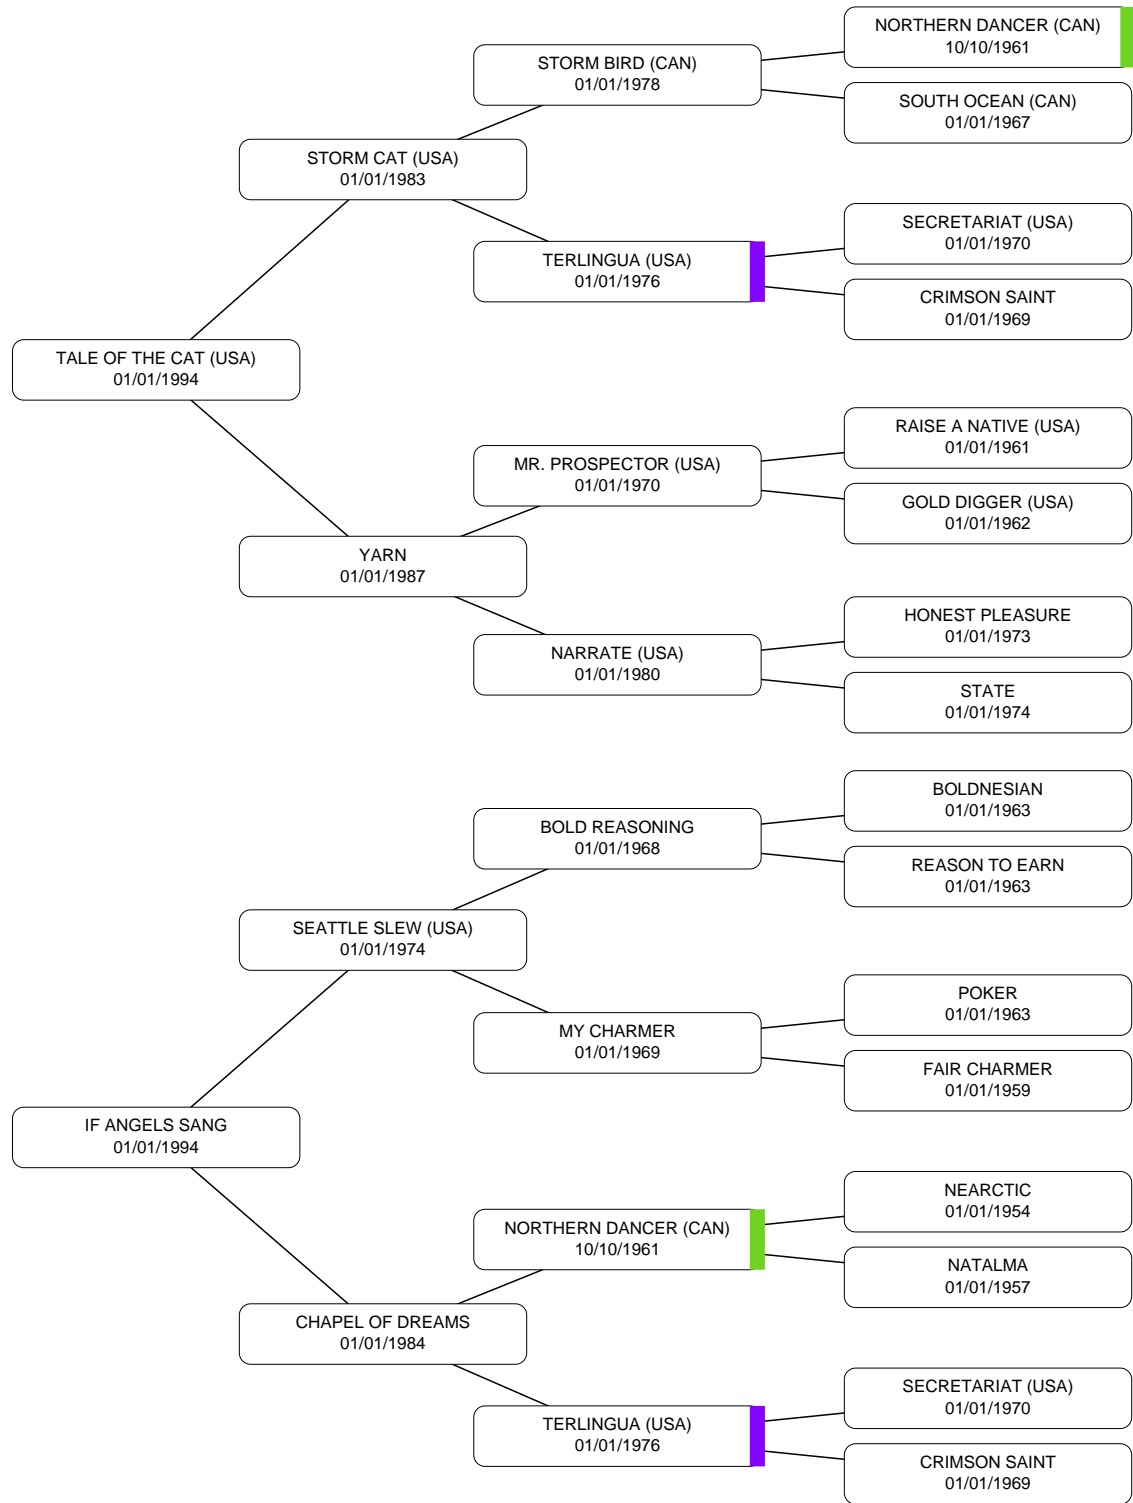 NORTHERN DANCER (CAN)
10/10/1961
STORM BIRD (CAN)
01/01/1978
SOUTH OCEAN (CAN)
01/01/1967
STORM CAT (USA)
01/01/1983
SECRETARIAT (USA)
01/01/1970
TERLINGUA (USA)
01/01/1976
CRIMSON SAINT
01/01/1969
TALE OF THE CAT (USA)
01/01/1994
RAISE A NATIVE (USA)
01/01/1961
MR. PROSPECTOR (USA)
01/01/1970
GOLD DIGGER (USA)
01/01/1962
YARN
01/01/1987
HONEST PLEASURE
01/01/1973
NARRATE (USA)
01/01/1980
STATE
01/01/1974
BOLDNESIAN
01/01/1963
BOLD REASONING
01/01/1968
REASON TO EARN
01/01/1963
SEATTLE SLEW (USA)
01/01/1974
POKER
01/01/1963
MY CHARMER
01/01/1969
FAIR CHARMER
01/01/1959
IF ANGELS SANG
01/01/1994
NEARCTIC
01/01/1954
NORTHERN DANCER (CAN)
10/10/1961
NATALMA
01/01/1957
CHAPEL OF DREAMS
01/01/1984
SECRETARIAT (USA)
01/01/1970
TERLINGUA (USA)
01/01/1976
CRIMSON SAINT
01/01/1969